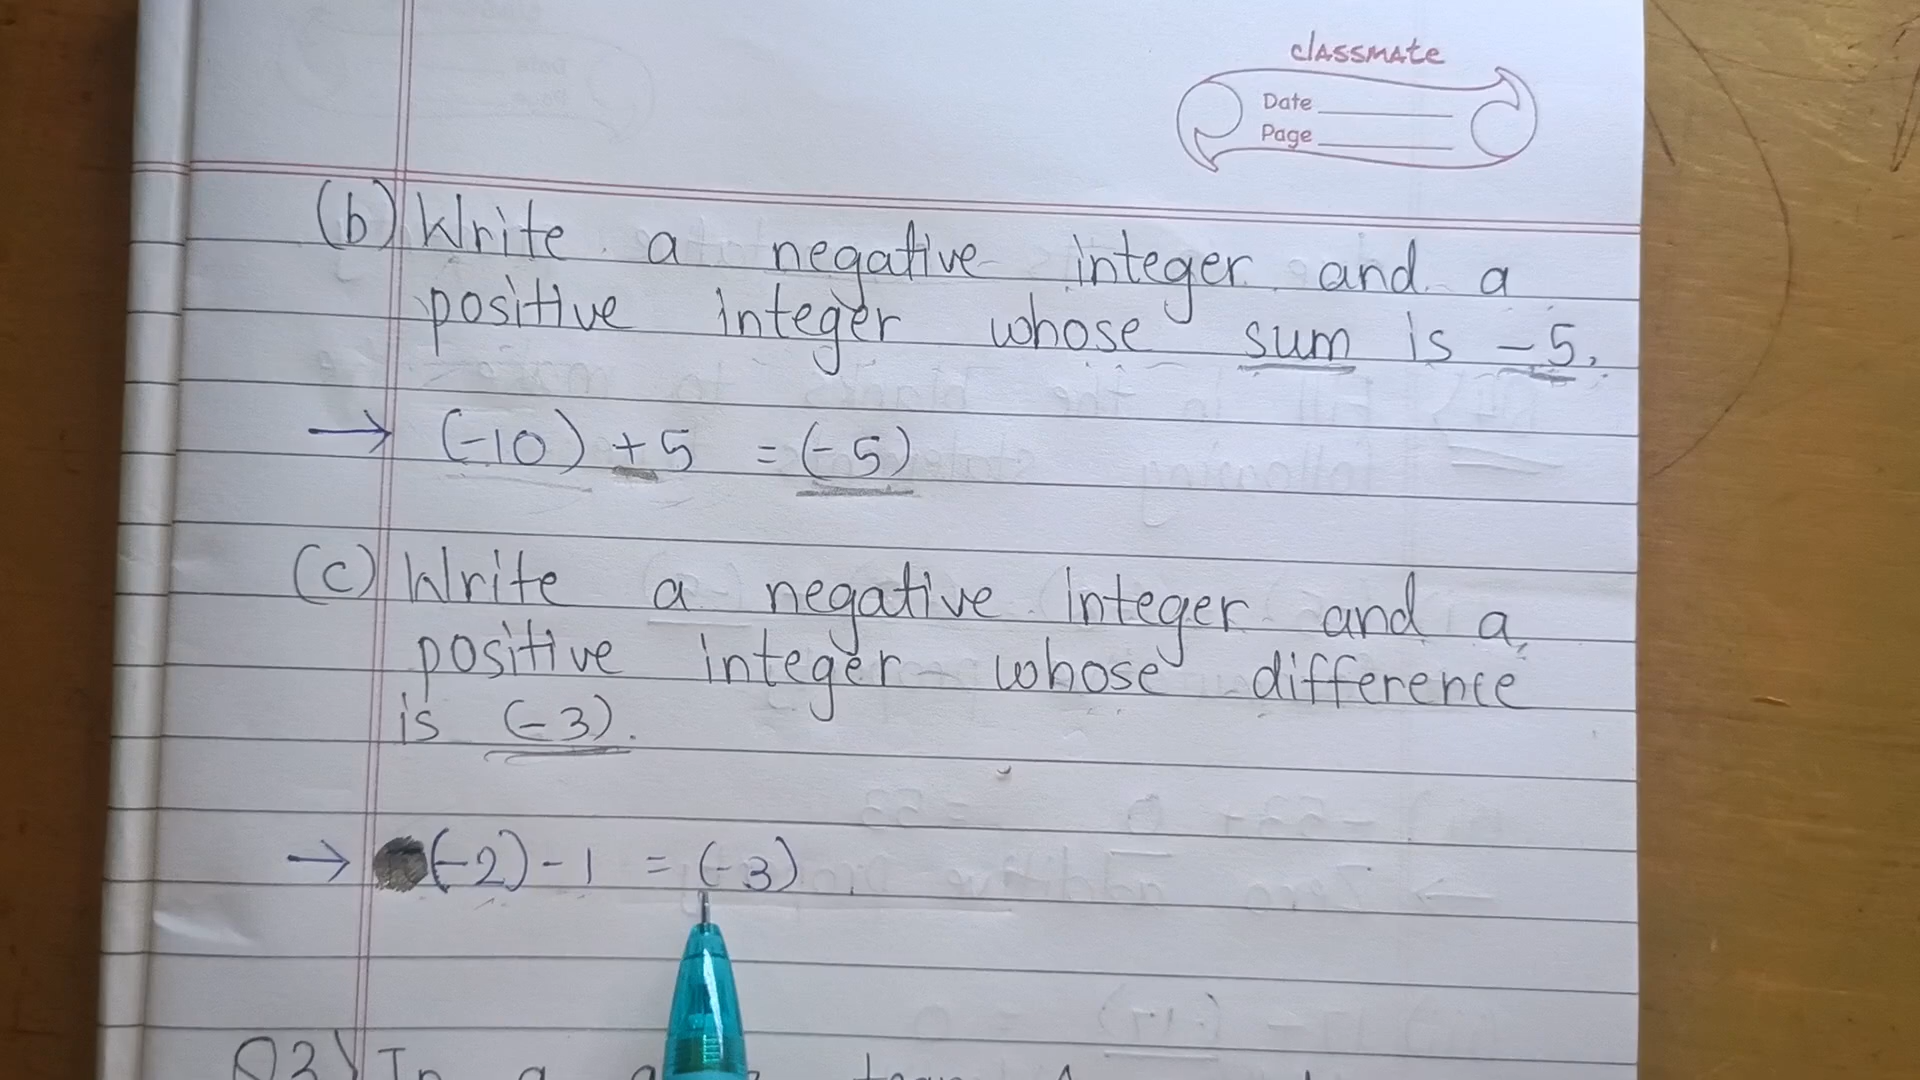 classmate
Date
Page
(b) Write a negative integer and a
positive integer whose sum is -5.
→ (-10) + 5 = (-5)
(c) Write a negative integer and a
positive integer whose difference
is (-3).
→ (-2) - 1 = (-3)
Q3) In a